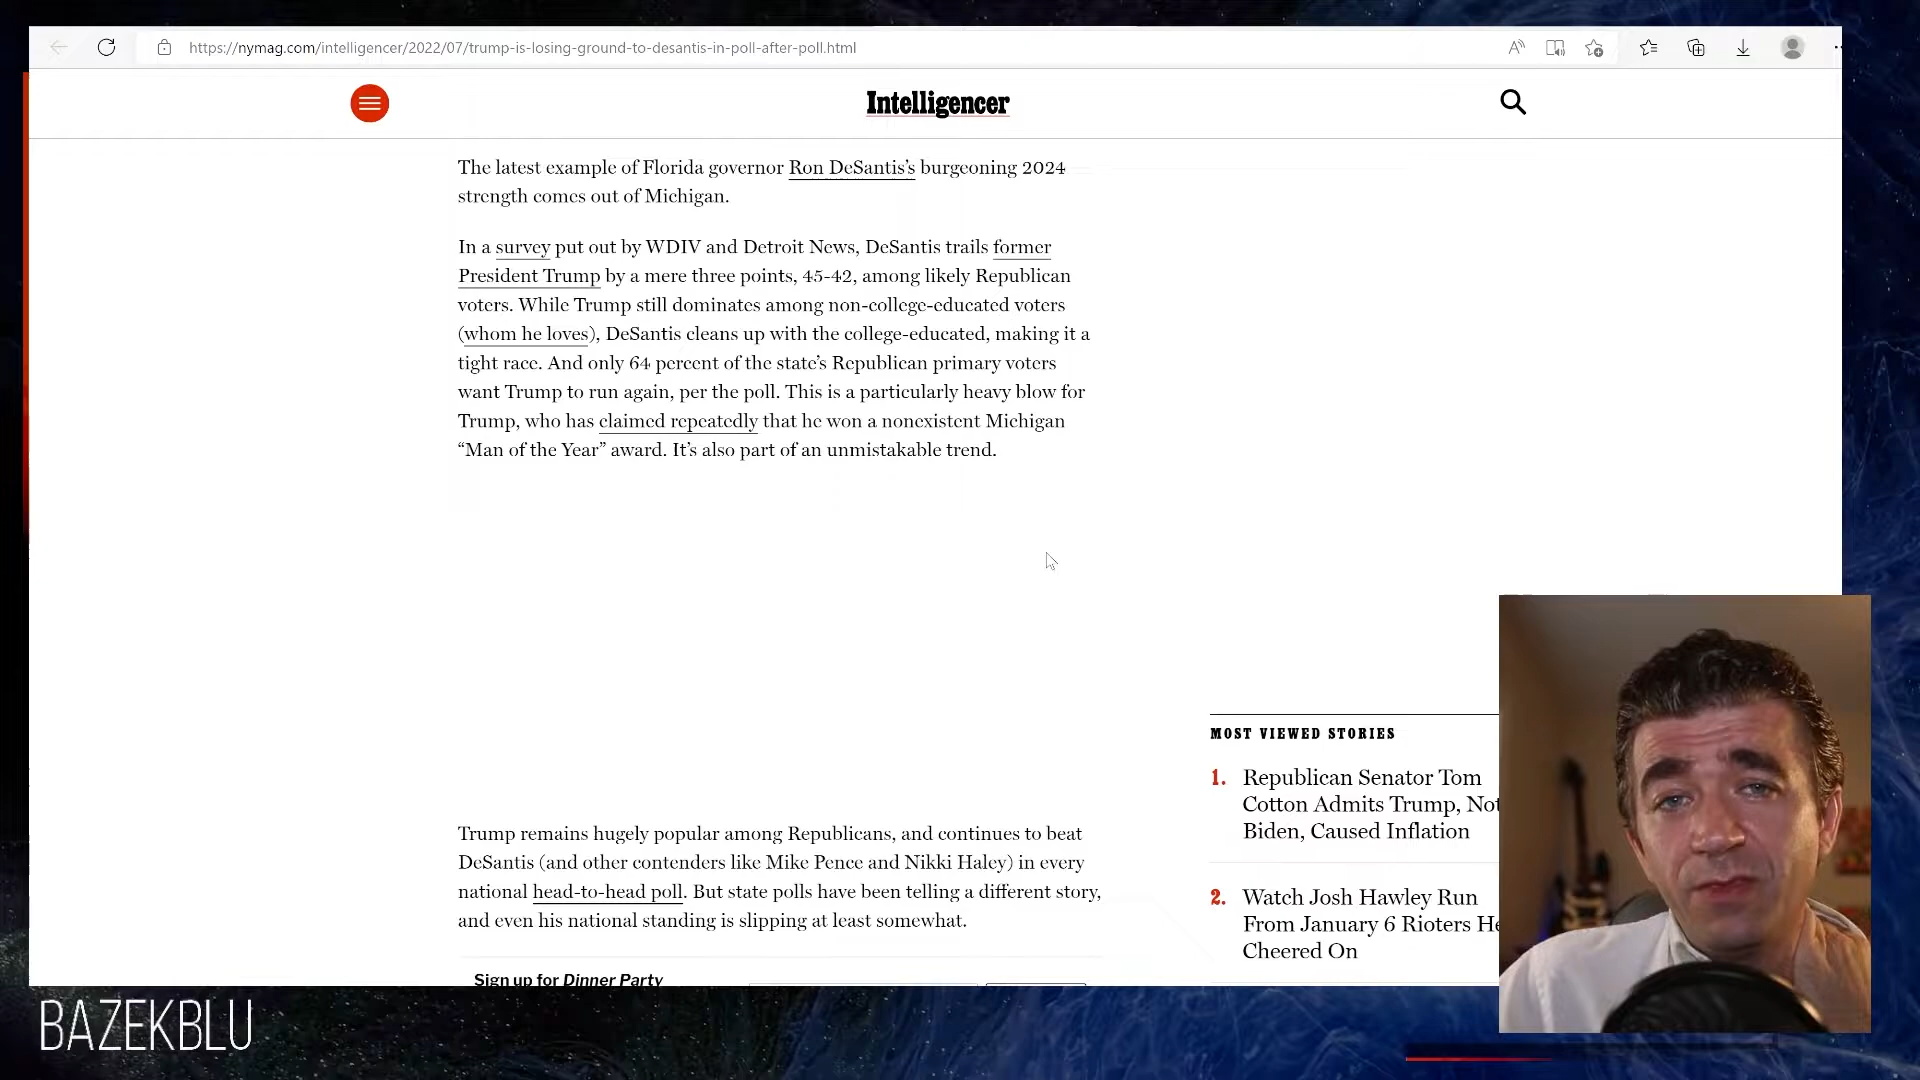 https://nymag.com/intelligencer/2022/07/trump-is-losing-ground-to-desantis-in-poll-after-poll.html
Intelligencer
The latest example of Florida governor Ron DeSantis's burgeoning 2024
strength comes out of Michigan.
In a survey put out by WDIV and Detroit News, DeSantis trails former
President Trump by a mere three points, 45-42, among likely Republican
voters. While Trump still dominates among non-college-educated voters
(whom he loves), DeSantis cleans up with the college-educated, making it a
tight race. And only 64 percent of the state's Republican primary voters
want Trump to run again, per the poll. This is a particularly heavy blow for
Trump, who has claimed repeatedly that he won a nonexistent Michigan
“Man of the Year” award. It's also part of an unmistakable trend.
Trump remains hugely popular among Republicans, and continues to beat
DeSantis (and other contenders like Mike Pence and Nikki Haley) in every
national head-to-head poll. But state polls have been telling a different story,
and even his national standing is slipping at least somewhat.
Sign up for Dinner Party
MOST VIEWED STORIES
1. Republican Senator Tom
Cotton Admits Trump, Not
Biden, Caused Inflation
2. Watch Josh Hawley Run
From January 6 Rioters He
Cheered On
BAZEKBLU